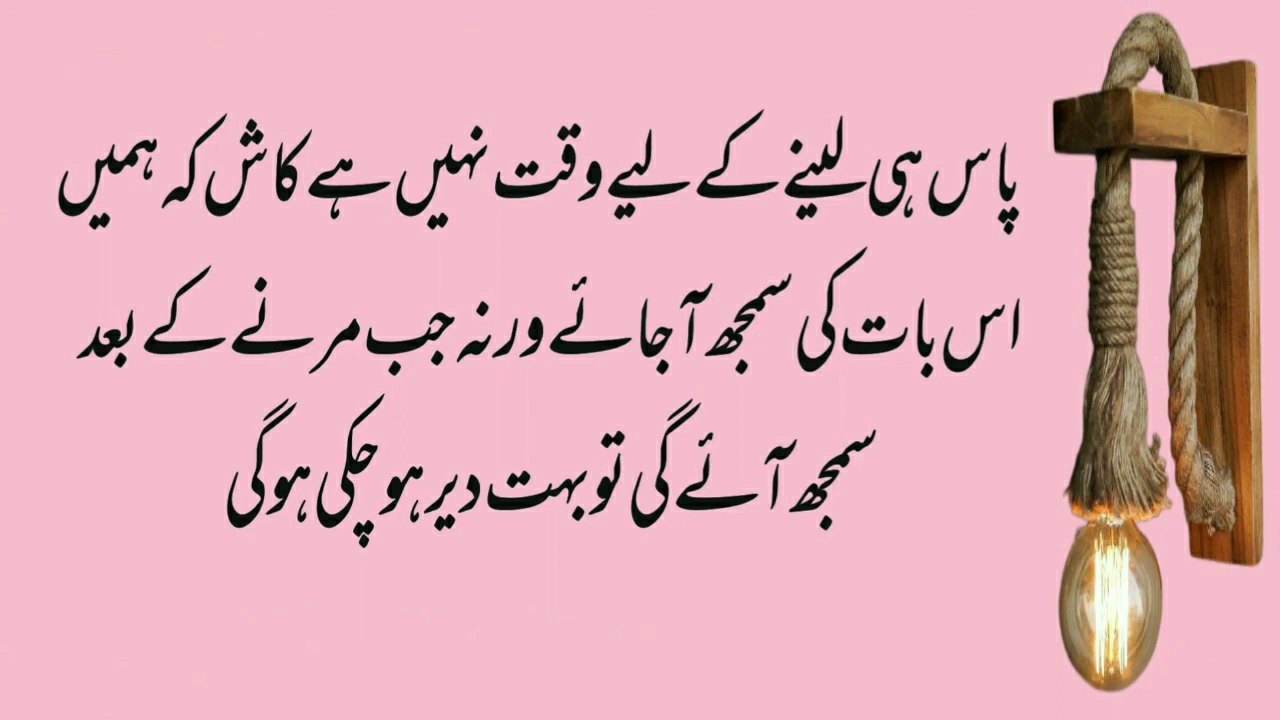 پاس ہی لینے کے لیے وقت نہیں ہے کاش کہ ہمیں
اس بات کی سمجھ آ جائے ورنہ جب مرنے کے بعد
سمجھ آئے گی تو بہت دیر ہو چکی ہو گی